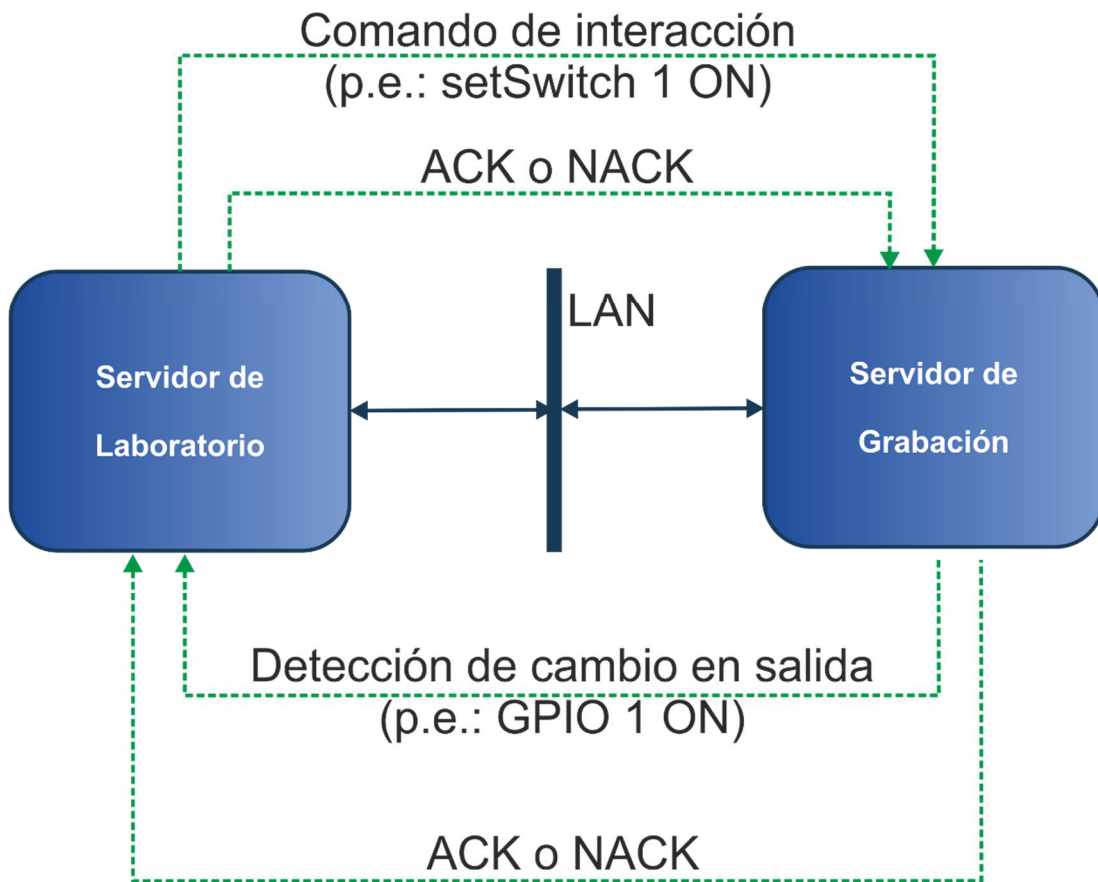 Comando de interacción
(p.e.: setSwitch 1 ON)
ACK o NACK
LAN
Servidor de
Laboratorio
Servidor de
Grabación
Detección de cambio en salida
(p.e.: GPIO 1 ON)
ACK o NACK